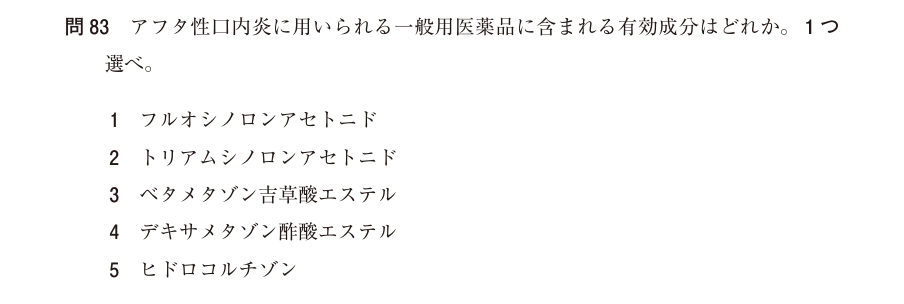 問 83 アフタ性口内炎に用いられる一般用医薬品に含まれる有効成分はどれか。1 つ
選べ。
1 フルオシノロンアセトニド
2 トリアムシノロンアセトニド
3 ベタメタゾン吉草酸エステル
4 デキサメタゾン酢酸エステル
5 ヒドロコルチゾン